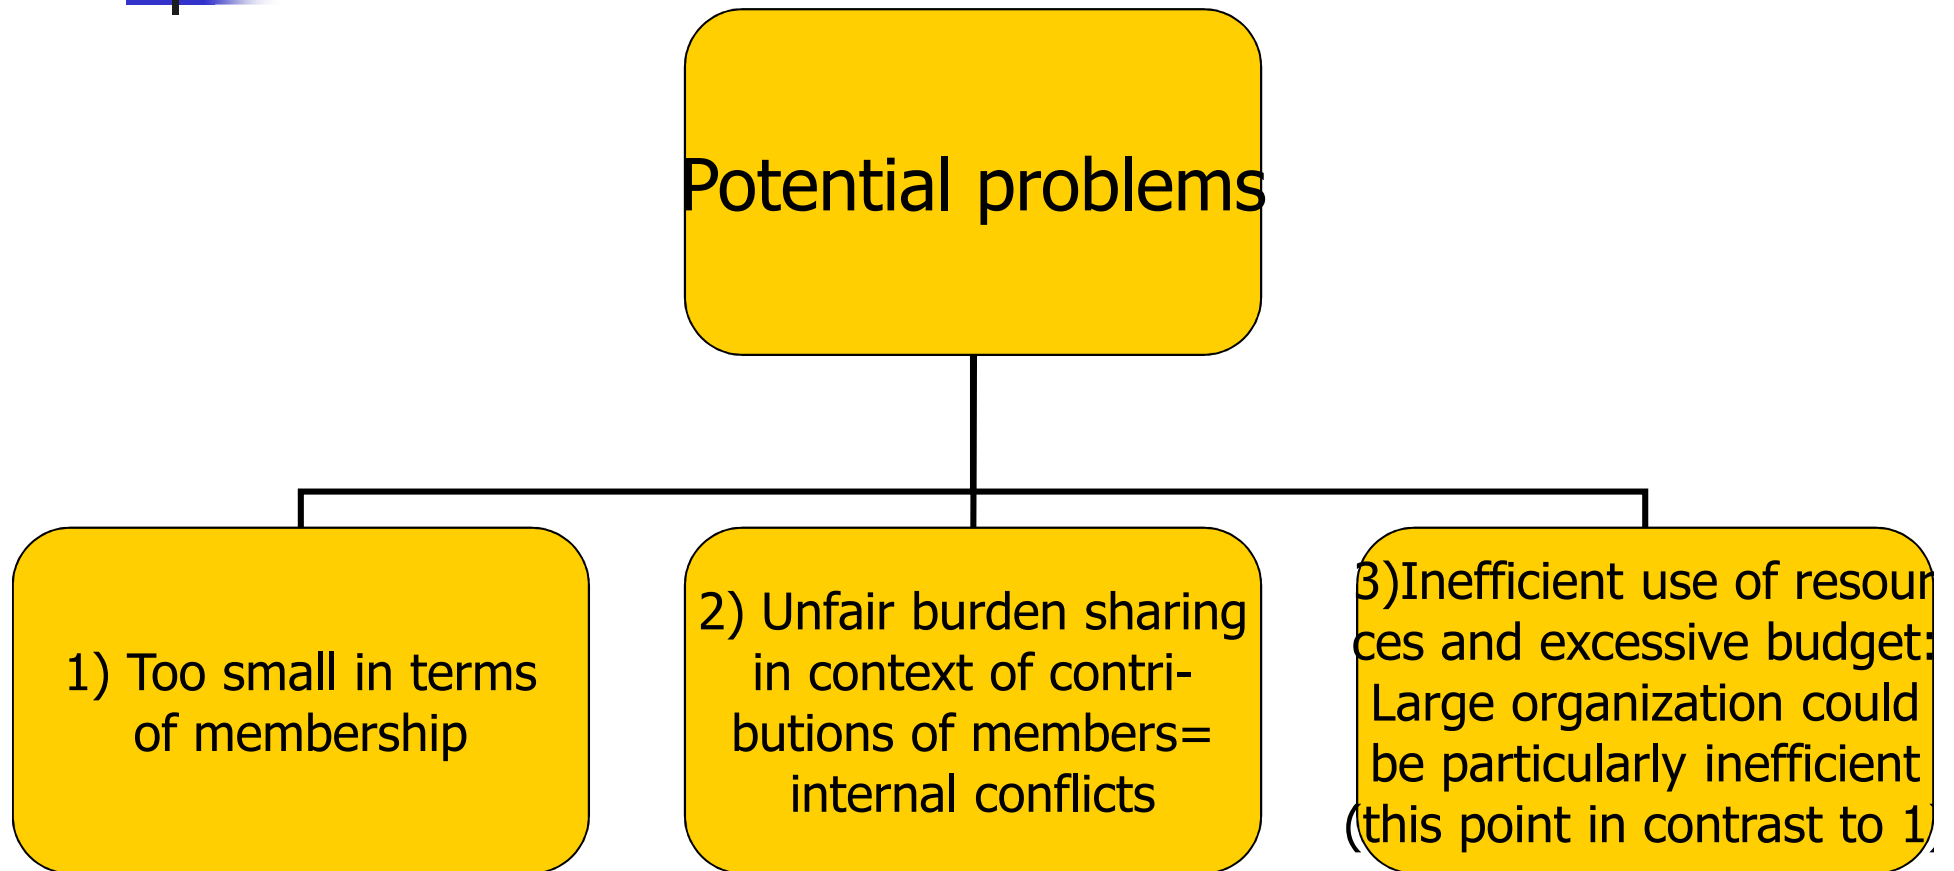 Potential problems
1) Too small in terms
of membership
2) Unfair burden sharing
in context of contri-
butions of members=
internal conflicts
3)Inefficient use of resour
ces and excessive budget:
Large organization could
be particularly inefficient
(this point in contrast to 1)